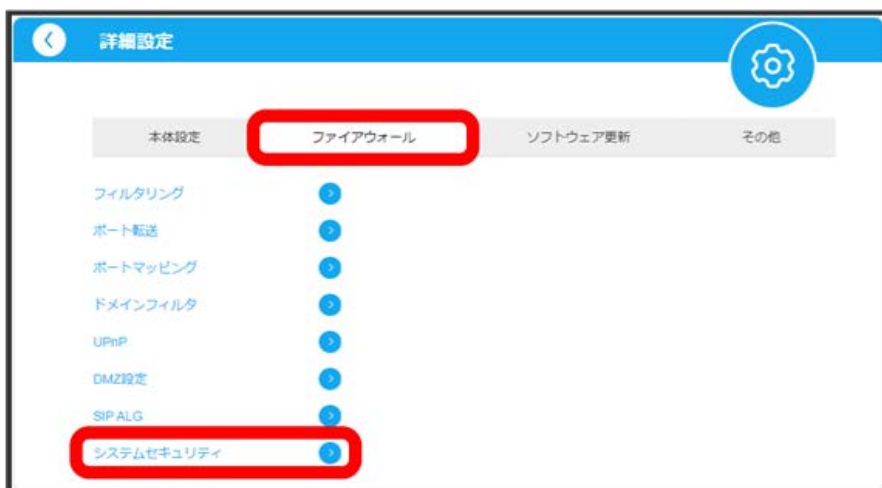 詳細設定
本体設定 ファイアウォール ソフトウェア更新 その他
フィルタリング
ポート転送
ポートマッピング
ドメインフィルタ
UPnP
DMZ設定
SIP ALG
システムセキュリティ